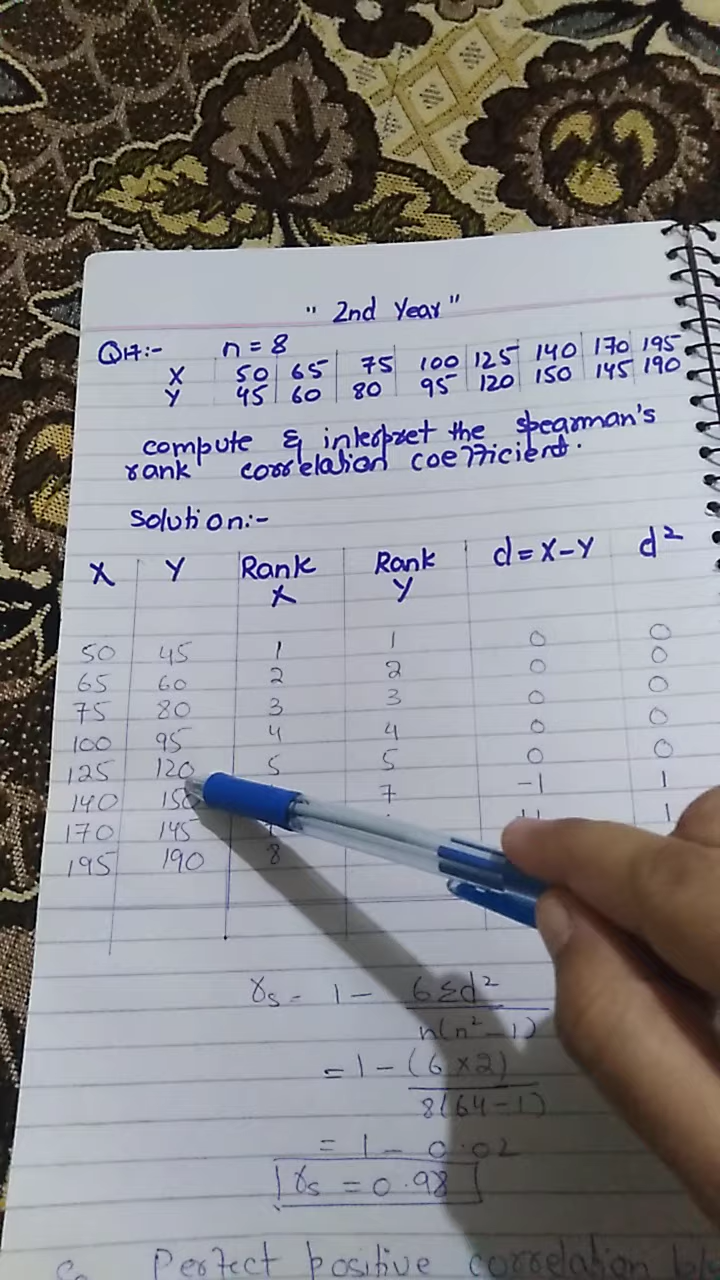 " 2nd Year "
Q17:- n = 8
X 50 65 75 100 125 140 170 195
Y 45 60 80 95 120 150 145 190
compute & interpret the spearman's
rank correlation coefficient.
Solution:-
X Y Rank X Rank Y d = X-Y d²
50 45 1 1 0 0
65 60 2 2 0 0
75 80 3 3 0 0
100 95 4 4 0 0
125 120 5 5 0 0
140 150 7 -1 1
170 145 1
195 190 8
rs = 1 - 6Σd² / n(n²-1)
= 1 - (6×2) / 8(64-1)
= 1 - 0.02
rs = 0.98
So Perfect positive correlation